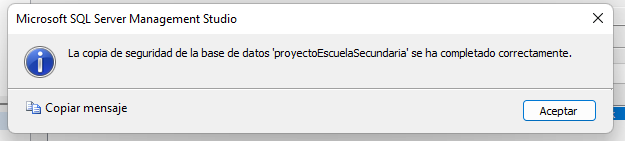 Microsoft SQL Server Management Studio
La copia de seguridad de la base de datos 'proyectoEscuelaSecundaria' se ha completado correctamente.
Copiar mensaje
Aceptar